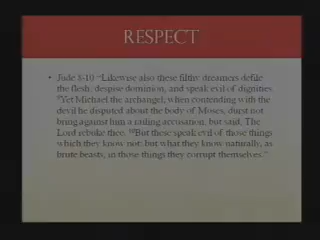 RESPECT
• Jude 8-10 "Likewise also these filthy dreamers defile
the flesh, despise dominion, and speak evil of dignities.
⁹Yet Michael the archangel, when contending with the
devil he disputed about the body of Moses, durst not
bring against him a railing accusation, but said, The
Lord rebuke thee. ¹⁰But these speak evil of those things
which they know not: but what they know naturally, as
brute beasts, in those things they corrupt themselves."